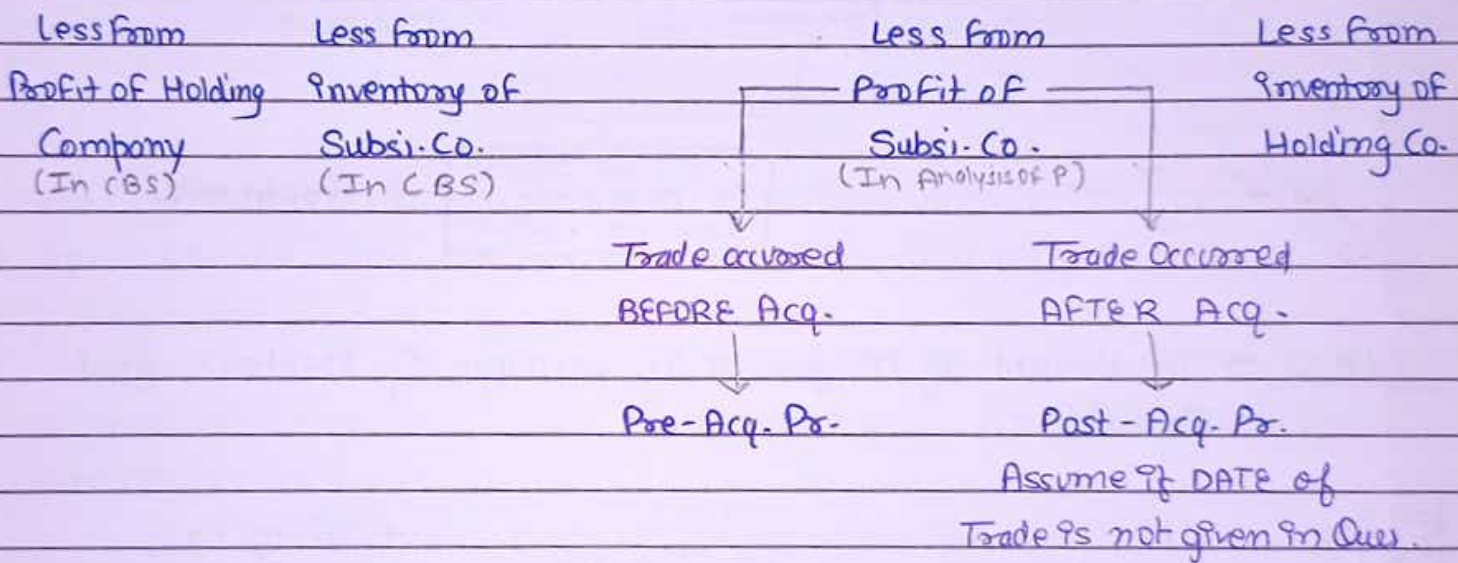 Less from Less from Less from Less from
Profit of Holding Inventory of Profit of Inventory of
Company Subsi. Co. Subsi. Co. Holding Co.
(In CBS) (In CBS) (In Analysis of P)
Trade occurred Trade Occurred
BEFORE Acq. AFTER Acq.
Pre-Acq. Pr. Post-Acq. Pr.
Assume if DATE of
Trade is not given in Ques.